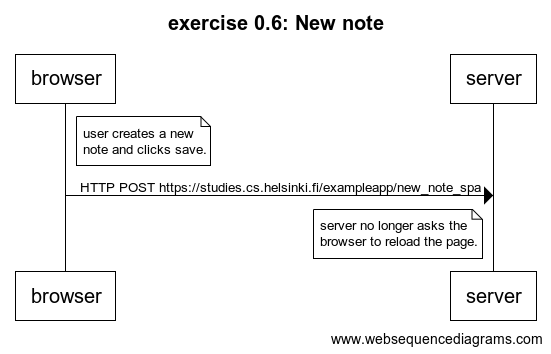 exercise 0.6: New note
browser
server
user creates a new
note and clicks save.
HTTP POST https://studies.cs.helsinki.fi/exampleapp/new_note_spa
server no longer asks the
browser to reload the page.
browser
server
www.websequencediagrams.com